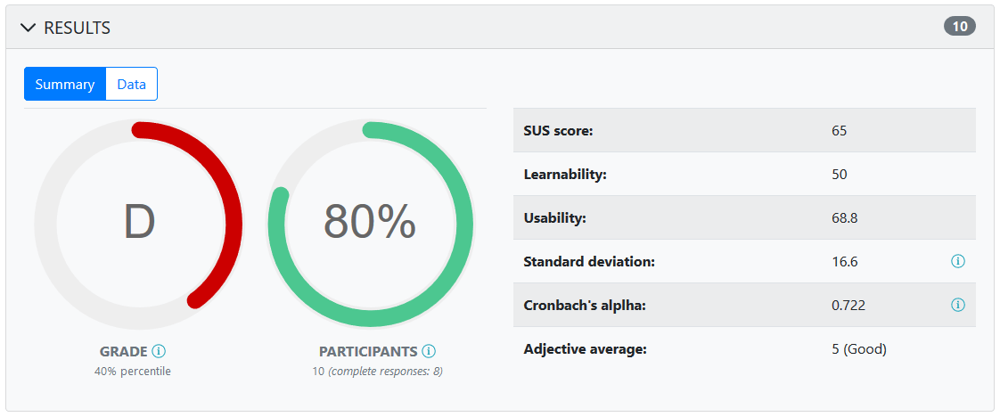 RESULTS
10
Summary
Data
D
GRADE
40% percentile
80%
PARTICIPANTS
10 (complete responses: 8)
SUS score: 65
Learnability: 50
Usability: 68.8
Standard deviation: 16.6
Cronbach's alplha: 0.722
Adjective average: 5 (Good)